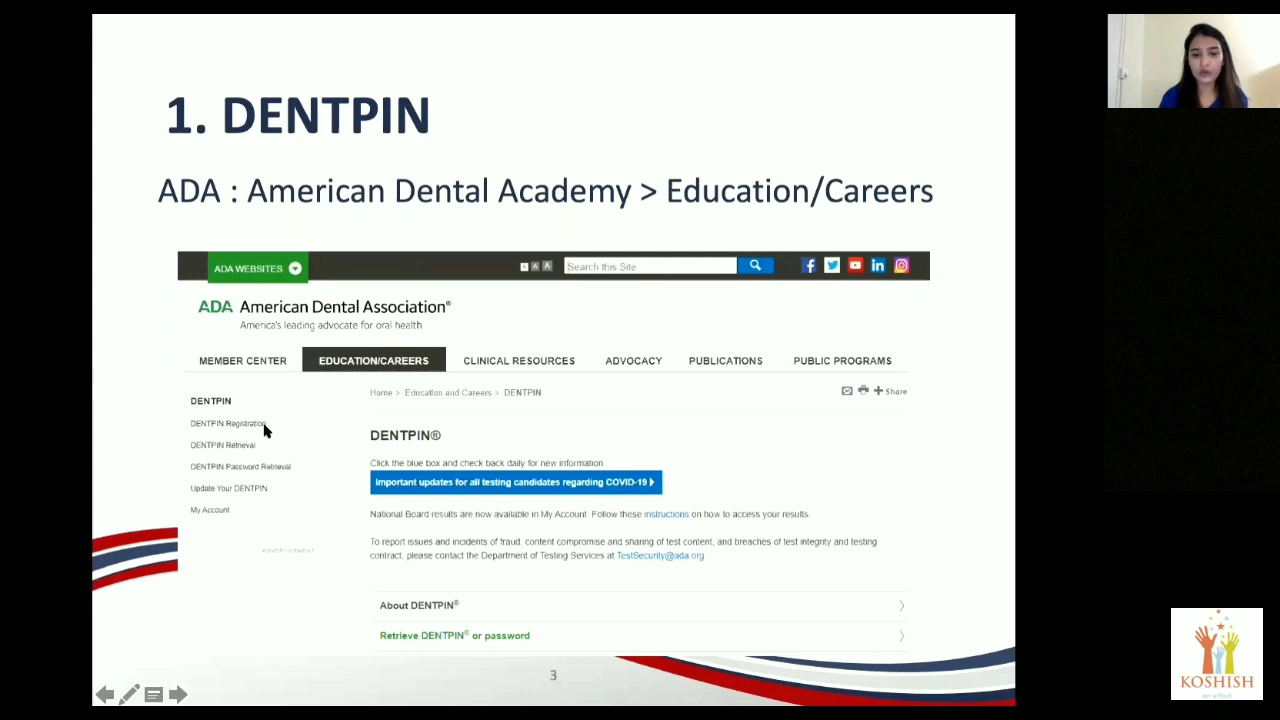 1. DENTPIN
ADA : American Dental Academy > Education/Careers
ADA WEBSITES
A A A
Search this Site
ADA American Dental Association®
America's leading advocate for oral health
MEMBER CENTER EDUCATION/CAREERS CLINICAL RESOURCES ADVOCACY PUBLICATIONS PUBLIC PROGRAMS
Home > Education and Careers > DENTPIN
Share
DENTPIN
DENTPIN Registration
DENTPIN Retrieval
DENTPIN Password Retrieval
Update Your DENTPIN
My Account
ADVERTISEMENT
DENTPIN®
Click the blue box and check back daily for new information
Important updates for all testing candidates regarding COVID-19
National Board results are now available in My Account. Follow these instructions on how to access your results.
To report issues and incidents of fraud, content compromise and sharing of test content, and breaches of test integrity and testing
contract, please contact the Department of Testing Services at TestSecurity@ada.org
About DENTPIN®
Retrieve DENTPIN® or password
3
KOSHISH
an effect